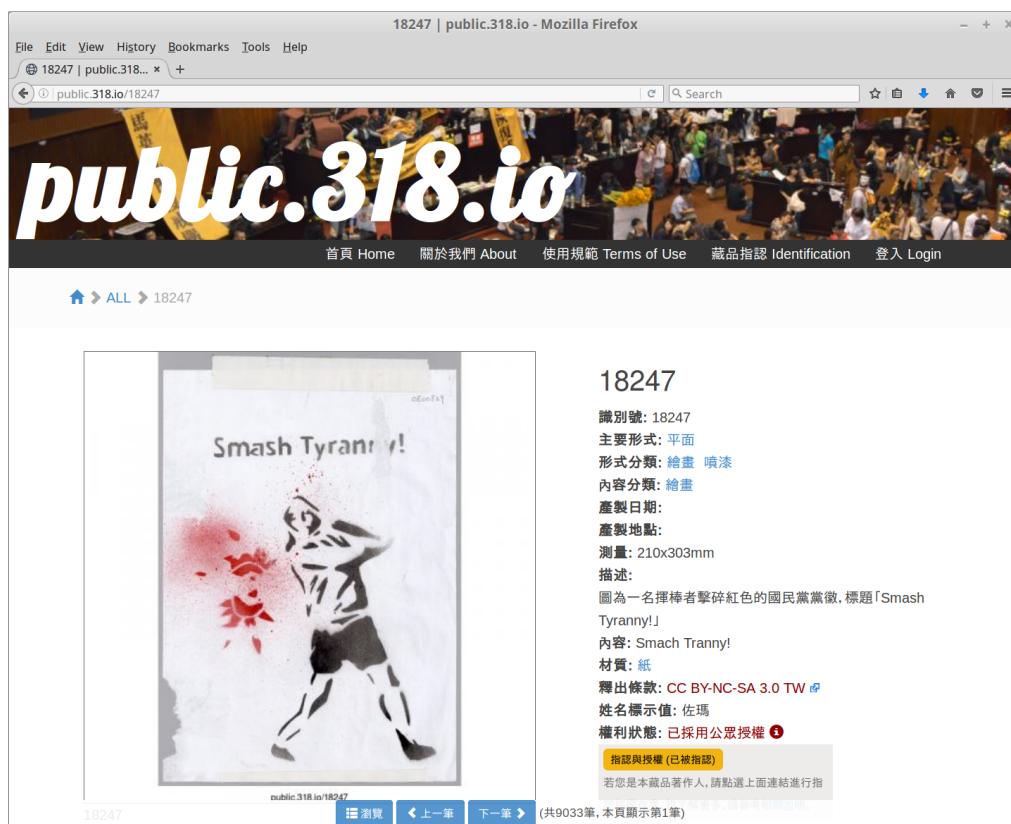 18247 | public.318.io - Mozilla Firefox
File Edit View History Bookmarks Tools Help
18247 | public.318... × +
public.318.io/18247
Search
public.318.io
首頁 Home 關於我們 About 使用規範 Terms of Use 藏品指認 Identification 登入 Login
ALL 18247
OE00829
Smash Tyranny!
public.318.io/18247
18247
識別號: 18247
主要形式: 平面
形式分類: 繪畫 噴漆
內容分類: 繪畫
產製日期:
產製地點:
測量: 210x303mm
描述:
圖為一名揮棒者擊碎紅色的國民黨黨徽,標題「Smash
Tyranny!」
內容: Smach Tranny!
材質: 紙
釋出條款: CC BY-NC-SA 3.0 TW
姓名標示值: 佐瑪
權利狀態: 已採用公眾授權
指認與授權 (已被指認)
若您是本藏品著作人,請點選上面連結進行指
18247
瀏覽 上一筆 下一筆 (共9033筆,本頁顯示第1筆)